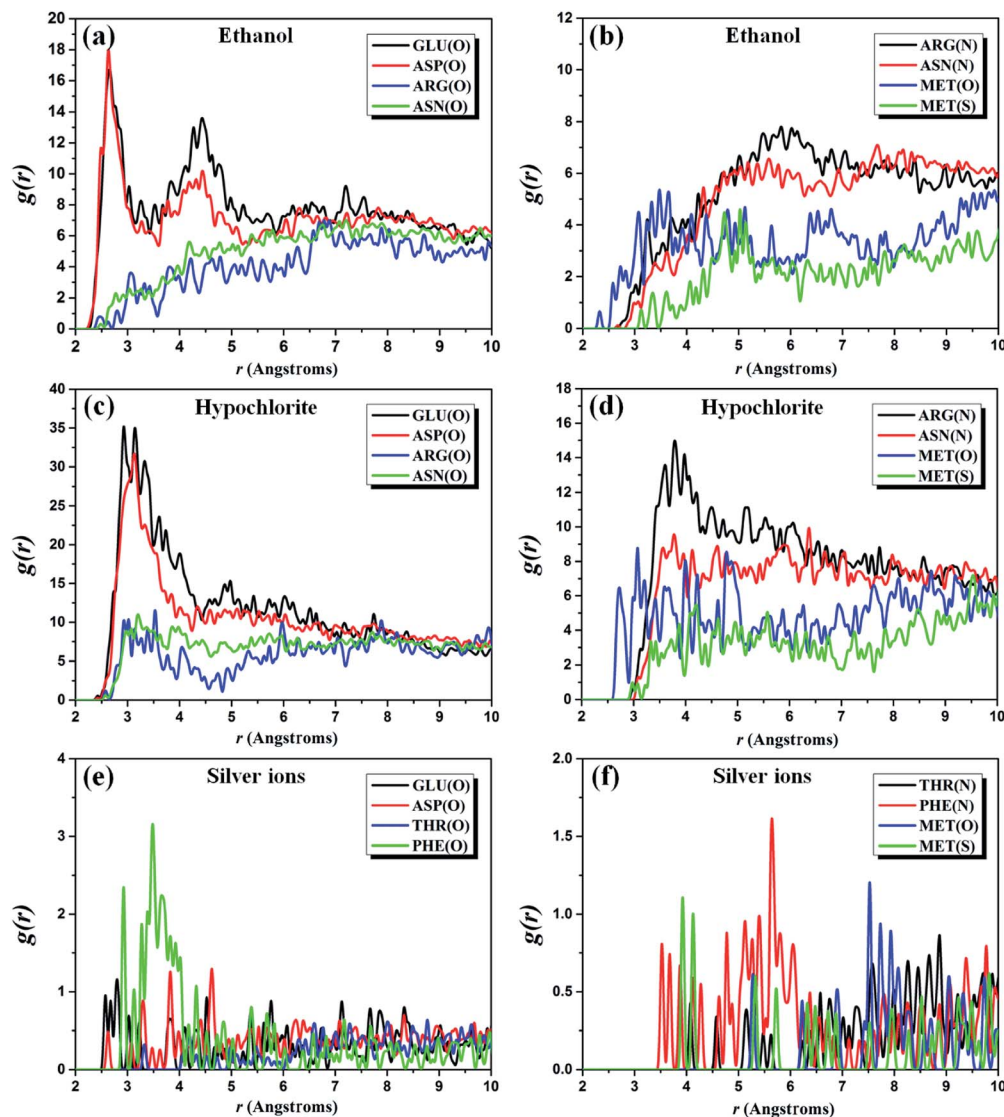 (a) Ethanol
GLU(O)
ASP(O)
ARG(O)
ASN(O)
20
18
16
14
12
10
8
6
4
2
0
g(r)
2 3 4 5 6 7 8 9 10
r (Angstroms)
(b) Ethanol
ARG(N)
ASN(N)
MET(O)
MET(S)
12
10
8
6
4
2
0
g(r)
2 3 4 5 6 7 8 9 10
r (Angstroms)
(c) Hypochlorite
GLU(O)
ASP(O)
ARG(O)
ASN(O)
40
35
30
25
20
15
10
5
0
g(r)
2 3 4 5 6 7 8 9 10
r (Angstroms)
(d) Hypochlorite
ARG(N)
ASN(N)
MET(O)
MET(S)
18
16
14
12
10
8
6
4
2
0
g(r)
2 3 4 5 6 7 8 9 10
r (Angstroms)
(e) Silver ions
GLU(O)
ASP(O)
THR(O)
PHE(O)
4
3
2
1
0
g(r)
2 3 4 5 6 7 8 9 10
r (Angstroms)
(f) Silver ions
THR(N)
PHE(N)
MET(O)
MET(S)
2.0
1.5
1.0
0.5
0.0
g(r)
2 3 4 5 6 7 8 9 10
r (Angstroms)